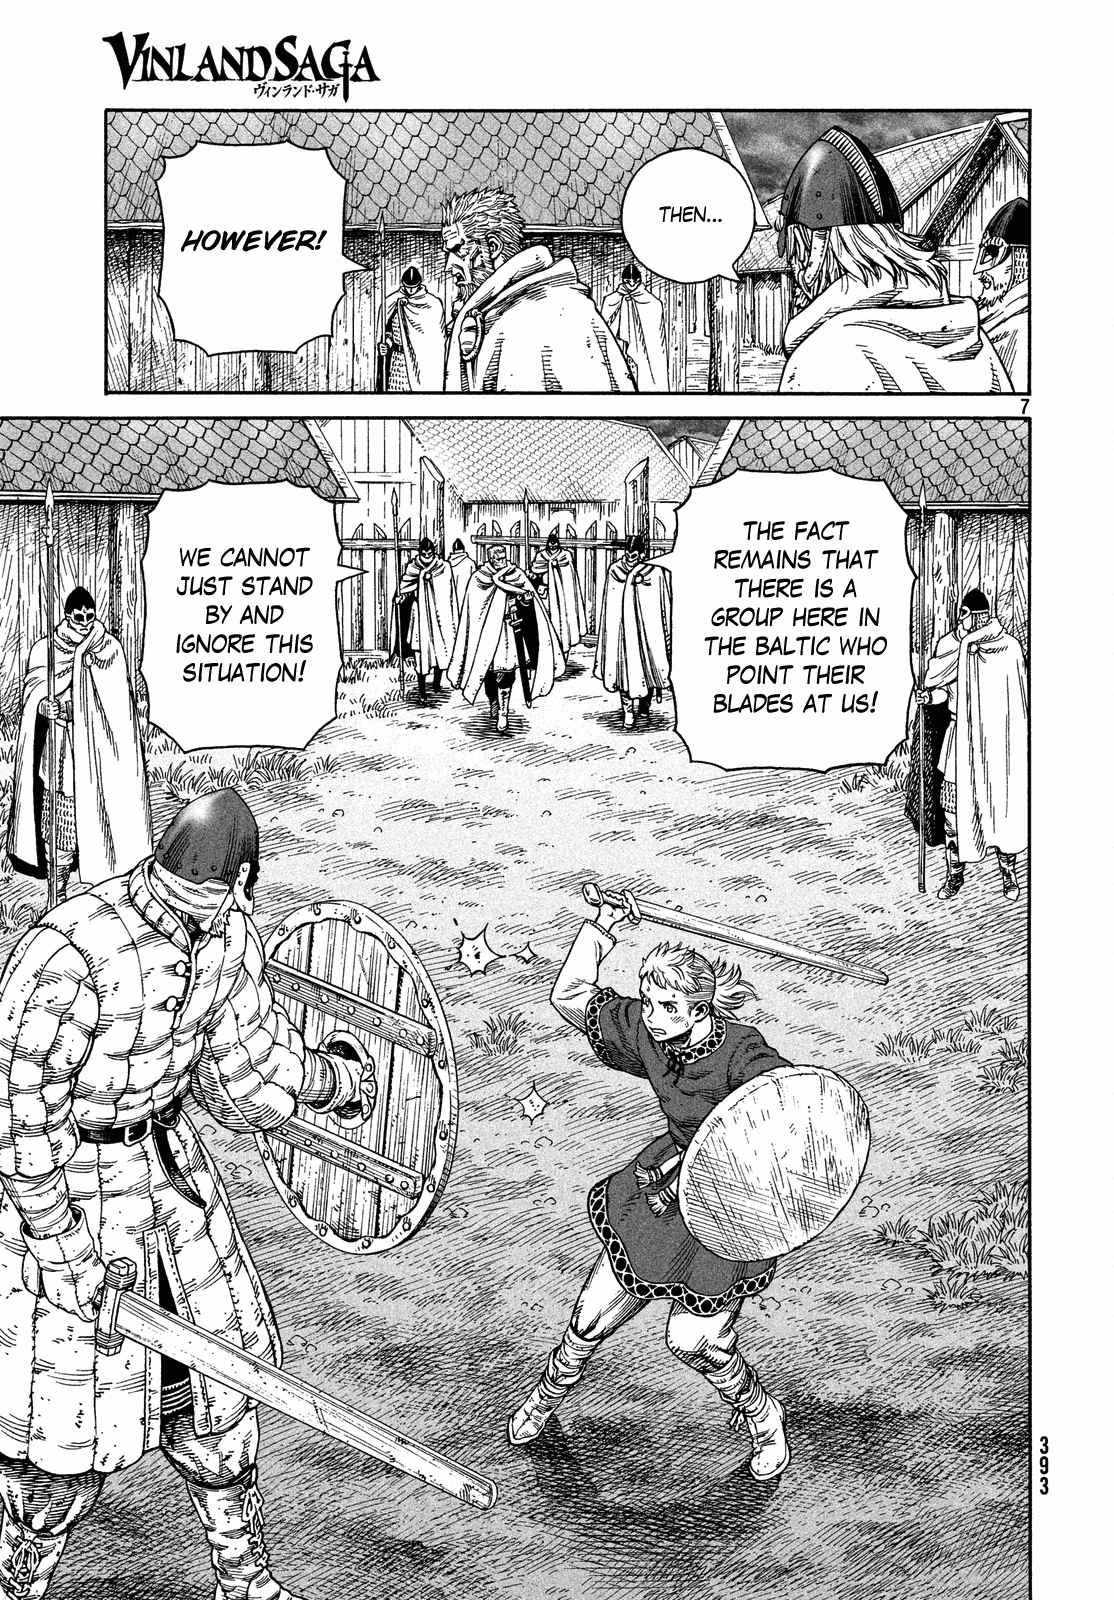 VINLAND SAGA
ヴィンランド・サガ
THEN...
HOWEVER!
7
THE FACT
REMAINS THAT
THERE IS A
GROUP HERE IN
THE BALTIC WHO
POINT THEIR
BLADES AT US!
WE CANNOT
JUST STAND
BY AND
IGNORE THIS
SITUATION!
393